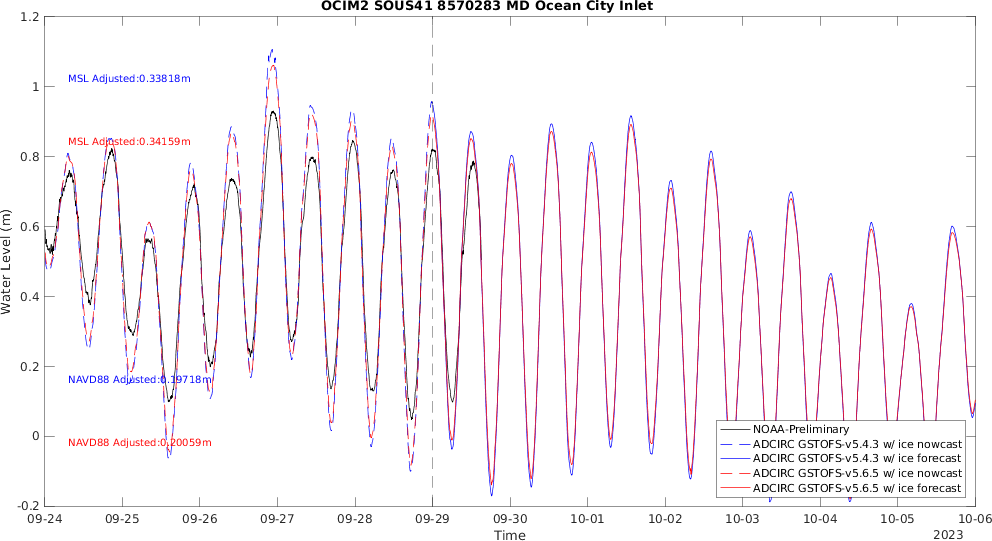 OCIM2 SOUS41 8570283 MD Ocean City Inlet
1.2
1
0.8
0.6
0.4
0.2
0
-0.2
Water Level (m)
MSL Adjusted:0.33818m
MSL Adjusted:0.34159m
NAVD88 Adjusted:0.19718m
NAVD88 Adjusted:0.20059m
NOAA-Preliminary
ADCIRC GSTOFS-v5.4.3 w/ ice nowcast
ADCIRC GSTOFS-v5.4.3 w/ ice forecast
ADCIRC GSTOFS-v5.6.5 w/ ice nowcast
ADCIRC GSTOFS-v5.6.5 w/ ice forecast
09-24 09-25 09-26 09-27 09-28 09-29 09-30 10-01 10-02 10-03 10-04 10-05 10-06
Time
2023